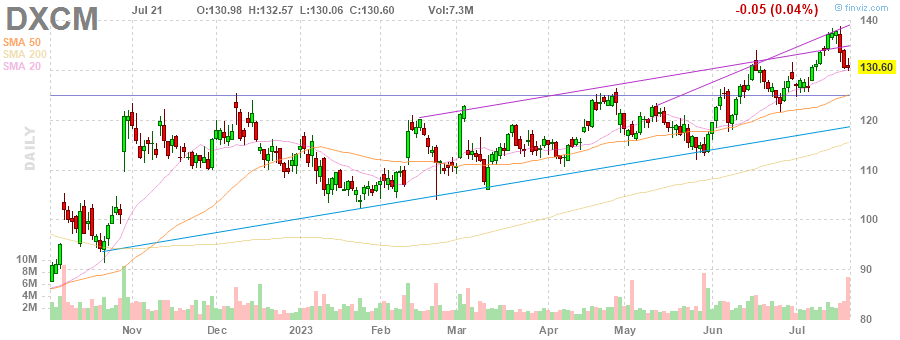 DXCM Jul 21 O:130.98 H:132.57 L:130.06 C:130.60 Vol:7.3M -0.05 (0.04%) © finviz.com
SMA 50
SMA 200
SMA 20
DAILY
140
130.60
120
110
100
90
80
10M
8M
6M
4M
2M
Nov Dec 2023 Feb Mar Apr May Jun Jul